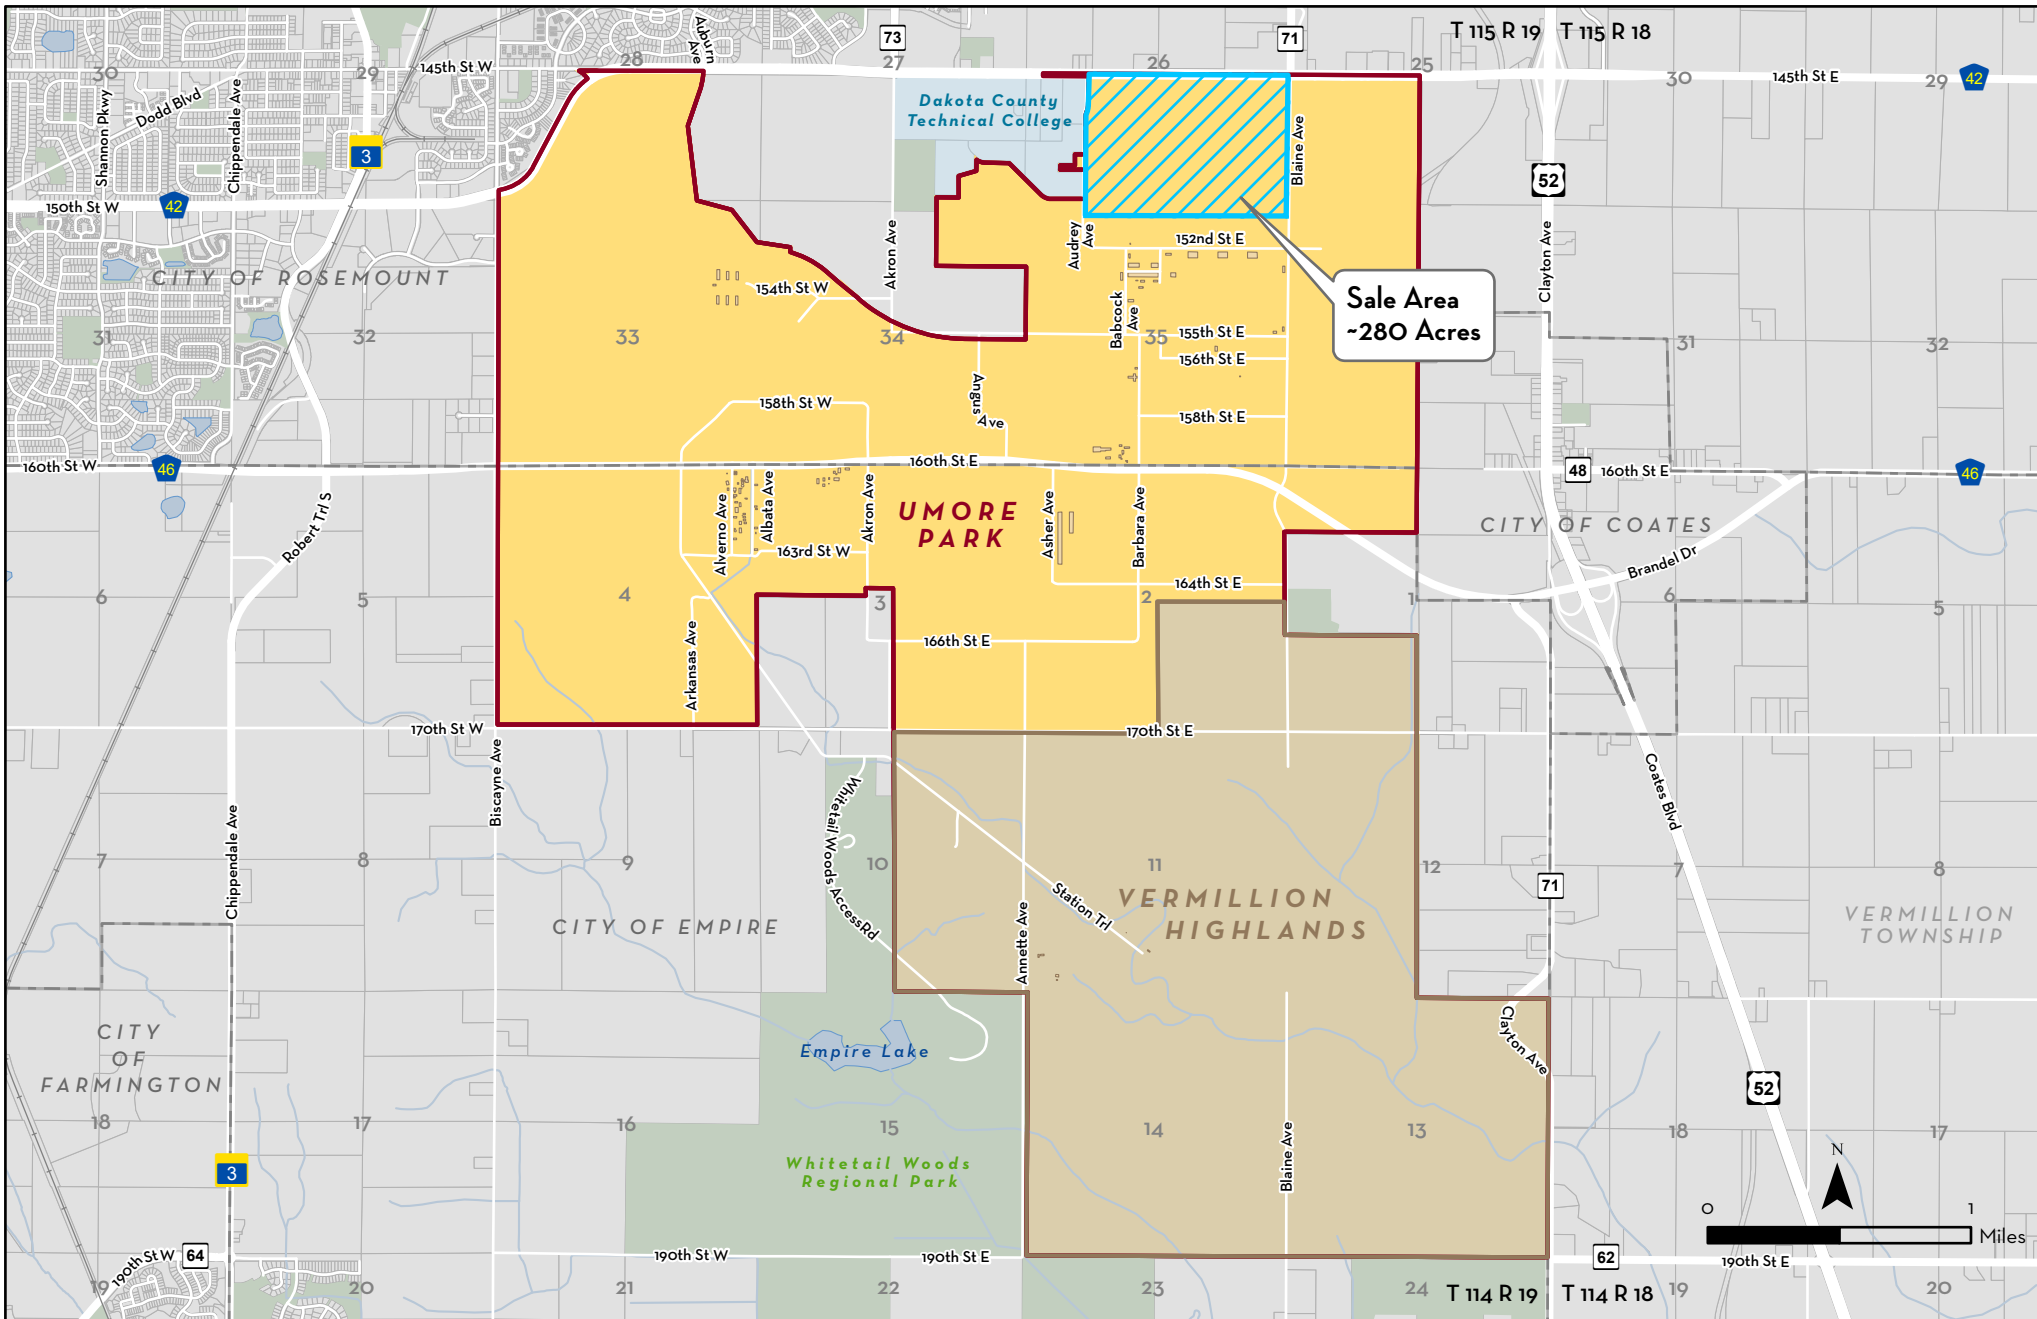 T 115 R 19
T 115 R 18
73
71
Auburn
Ave
30
29
145th St W
28
27
26
25
30
145th St E
29
42
Dodd Blvd
Shannon Pkwy
Chippendale Ave
3
Dakota County
Technical College
Blaine Ave
52
150th St W
42
Akron Ave
Audrey
Ave
152nd St E
Clayton Ave
CITY OF ROSEMOUNT
154th St W
Babcock
Ave
Sale Area
~280 Acres
31
32
33
34
35
155th St E
156th St E
31
32
158th St W
Angus Ave
158th St E
160th St W
46
160th St E
48
160th St E
46
Robert Trl S
Alverno Ave
Albata Ave
Akron Ave
UMORE
PARK
Asher Ave
Barbara Ave
CITY OF COATES
163rd St W
164th St E
Brandel Dr
6
5
4
3
2
1
6
5
Arkansas Ave
166th St E
170th St W
170th St E
Biscayne Ave
Whitetail Woods Access Rd
Coates Blvd
Chippendale Ave
7
8
9
10
11
12
7
8
71
Station Trl
VERMILLION
HIGHLANDS
CITY OF EMPIRE
Annette Ave
VERMILLION
TOWNSHIP
CITY
OF
FARMINGTON
Empire Lake
Clayton Ave
52
18
17
16
15
14
13
18
17
3
Whitetail Woods
Regional Park
Blaine Ave
N
0
1
Miles
190th St W
64
190th St W
190th St E
62
190th St E
19
20
21
22
23
24
T 114 R 19
T 114 R 18
19
20